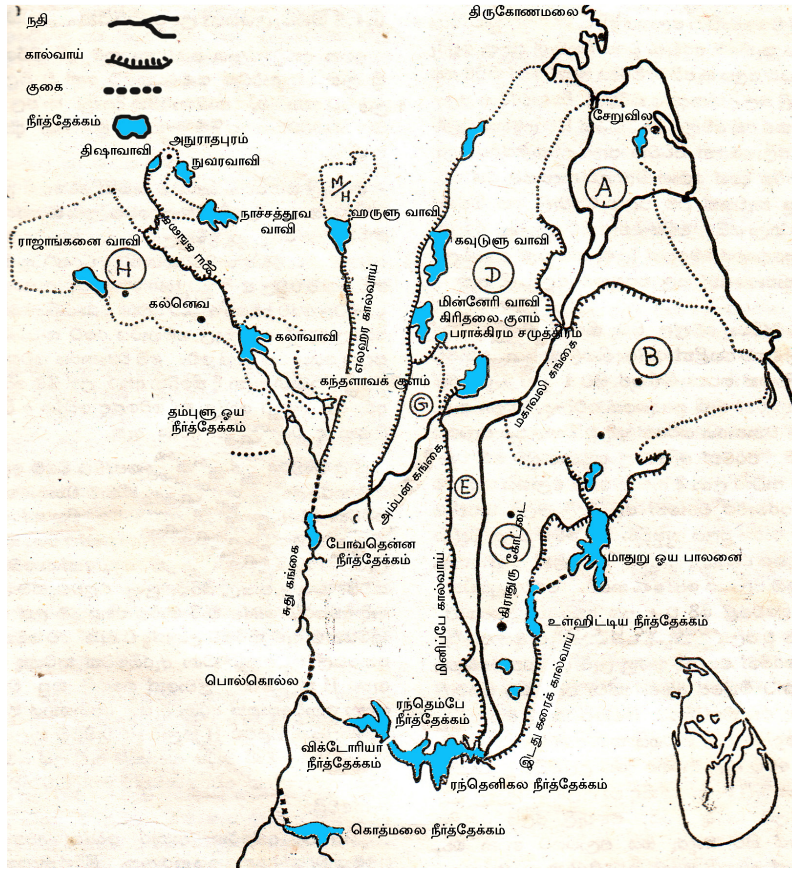 திருகோணமலை
நதி
கால்வாய்
குகை
நீர்த்தேக்கம்
சேறுவில
அநுராதபுரம்
திஷாவாவி
நுவரவாவி
M/H
A
நாச்சத்துவ
வாவி
ஹருளு வாவி
ராஜாங்கனை வாவி
H
கவுடுளு வாவி
D
கல்னெவ
எலஹர கால்வாய்
மின்னேரி வாவி
கிரிதலை குளம்
பராக்கிரம சமுத்திரம்
கலாவாவி
B
கந்தளாவக் குளம்
G
மகாவலி கங்கை
தம்புளு ஓய
நீர்த்தேக்கம்
அம்பன் கங்கை
E
போவதென்ன
நீர்த்தேக்கம்
சுது கங்கை
மினிப்பே கால்வாய்
C
கிராதுரு கோட்டை
மாதுறு ஓய பாலனை
உள்ஹிட்டிய நீர்த்தேக்கம்
பொல்கொல்ல
இடது கரைக் கால்வாய்
ரந்தெம்பே
நீர்த்தேக்கம்
விக்டோரியா
நீர்த்தேக்கம்
ரந்தெனிகல நீர்த்தேக்கம்
கொத்மலை நீர்த்தேக்கம்